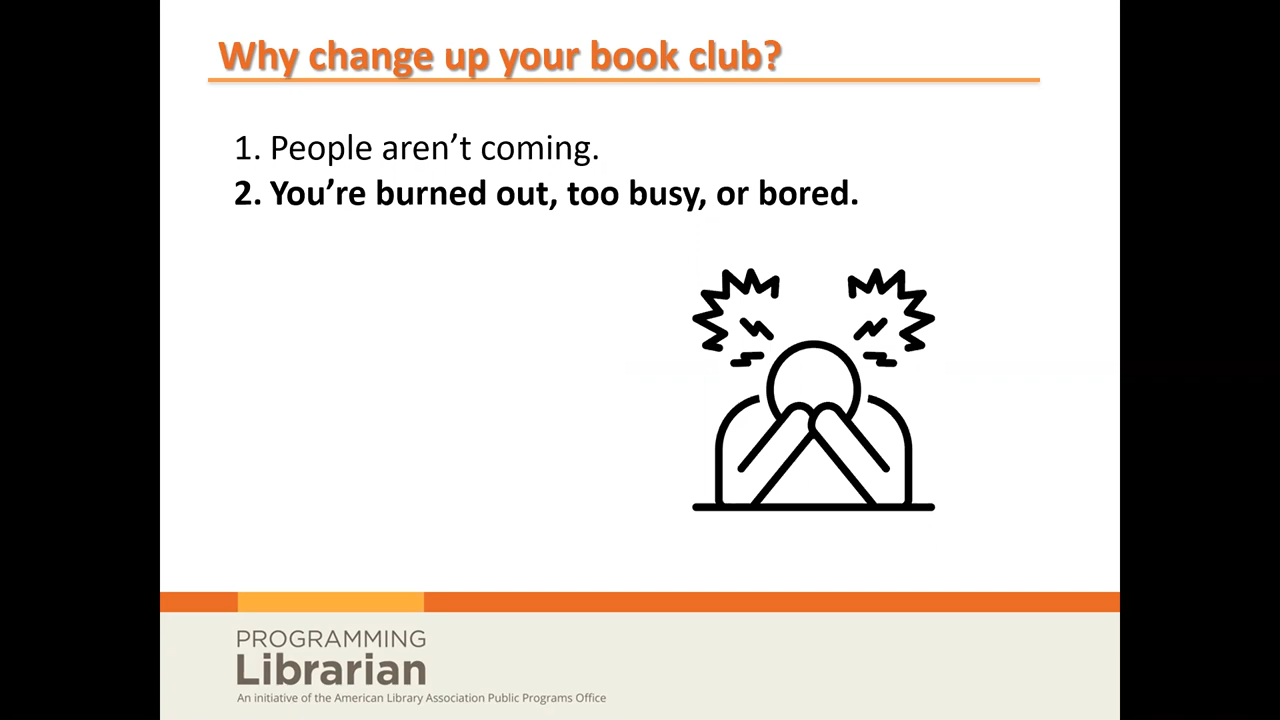 Why change up your book club?
1. People aren’t coming.
2. You’re burned out, too busy, or bored.
PROGRAMMING
Librarian
An initiative of the American Library Association Public Programs Office